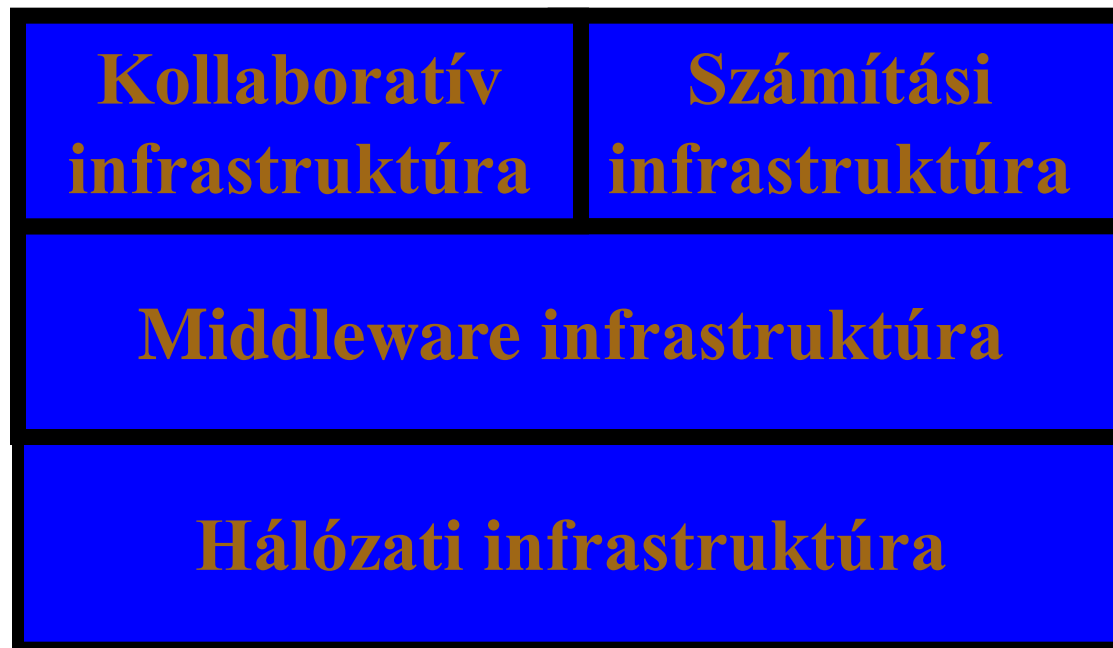 Kollaboratív
infrastruktúra
Számítási
infrastruktúra
Middleware infrastruktúra
Hálózati infrastruktúra